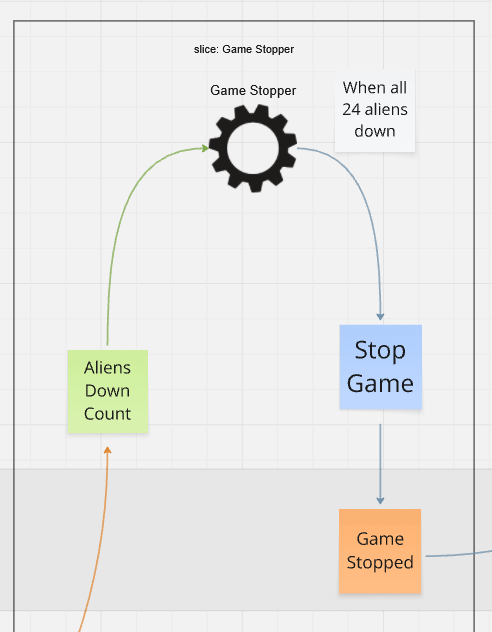 slice: Game Stopper
Game Stopper
When all
24 aliens
down
Aliens
Down
Count
Stop
Game
Game
Stopped